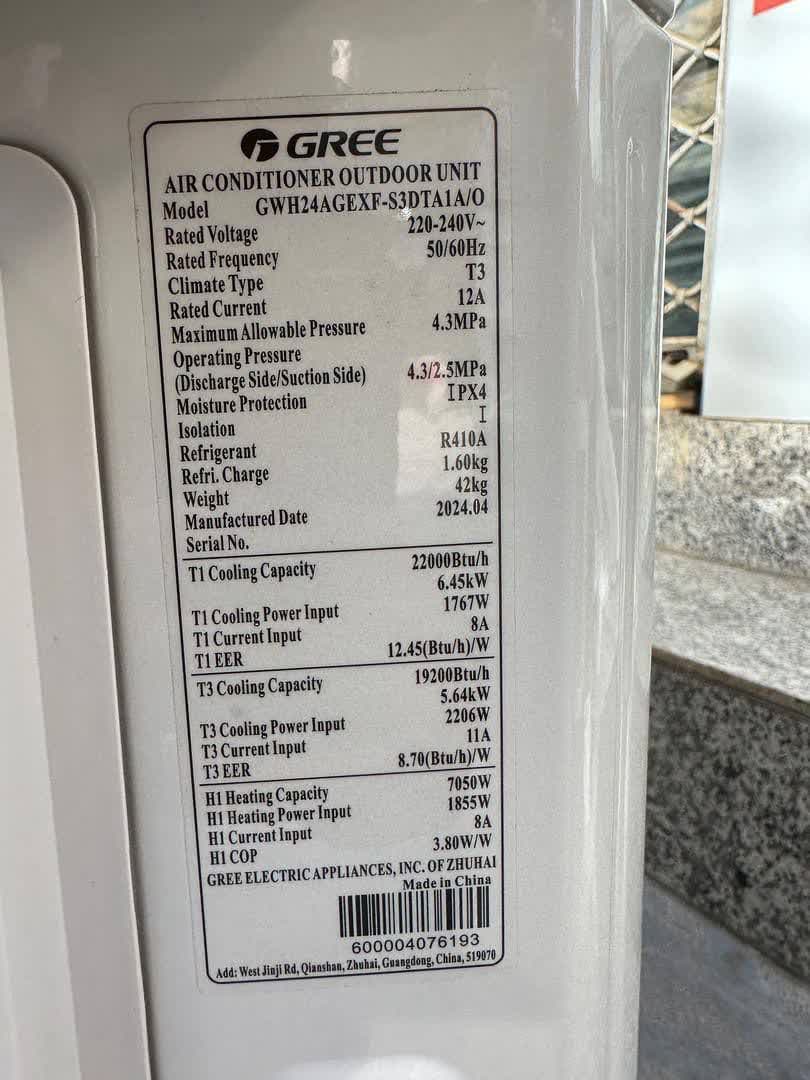 GREE
AIR CONDITIONER OUTDOOR UNIT
Model GWH24AGEXF-S3DTA1A/O
Rated Voltage 220-240V~
Rated Frequency 50/60Hz
Climate Type T3
Rated Current 12A
Maximum Allowable Pressure 4.3MPa
Operating Pressure
(Discharge Side/Suction Side) 4.3/2.5MPa
Moisture Protection IPX4
Isolation I
Refrigerant R410A
Refri. Charge 1.60kg
Weight 42kg
Manufactured Date 2024.04
Serial No.
T1 Cooling Capacity 22000Btu/h
6.45kW
T1 Cooling Power Input 1767W
T1 Current Input 8A
T1 EER 12.45(Btu/h)/W
T3 Cooling Capacity 19200Btu/h
5.64kW
T3 Cooling Power Input 2206W
T3 Current Input 11A
T3 EER 8.70(Btu/h)/W
H1 Heating Capacity 7050W
H1 Heating Power Input 1855W
H1 Current Input 8A
H1 COP 3.80W/W
GREE ELECTRIC APPLIANCES, INC. OF ZHUHAI
Made in China
600004076193
Add: West Jinji Rd, Qianshan, Zhuhai, Guangdong, China, 519070